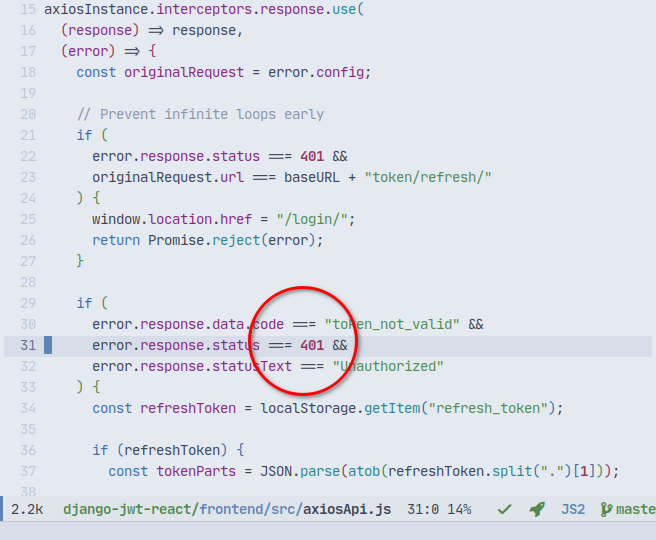 15 axiosInstance.interceptors.response.use(
16 (response) => response,
17 (error) => {
18 const originalRequest = error.config;
19
20 // Prevent infinite loops early
21 if (
22 error.response.status === 401 &&
23 originalRequest.url === baseURL + "token/refresh/"
24 ) {
25 window.location.href = "/login/";
26 return Promise.reject(error);
27 }
28
29 if (
30 error.response.data.code === "token_not_valid" &&
31 error.response.status === 401 &&
32 error.response.statusText === "Unauthorized"
33 ) {
34 const refreshToken = localStorage.getItem("refresh_token");
35
36 if (refreshToken) {
37 const tokenParts = JSON.parse(atob(refreshToken.split(".")[1]));
38
2.2k django-jwt-react/frontend/src/axiosApi.js 31:0 14% JS2 maste